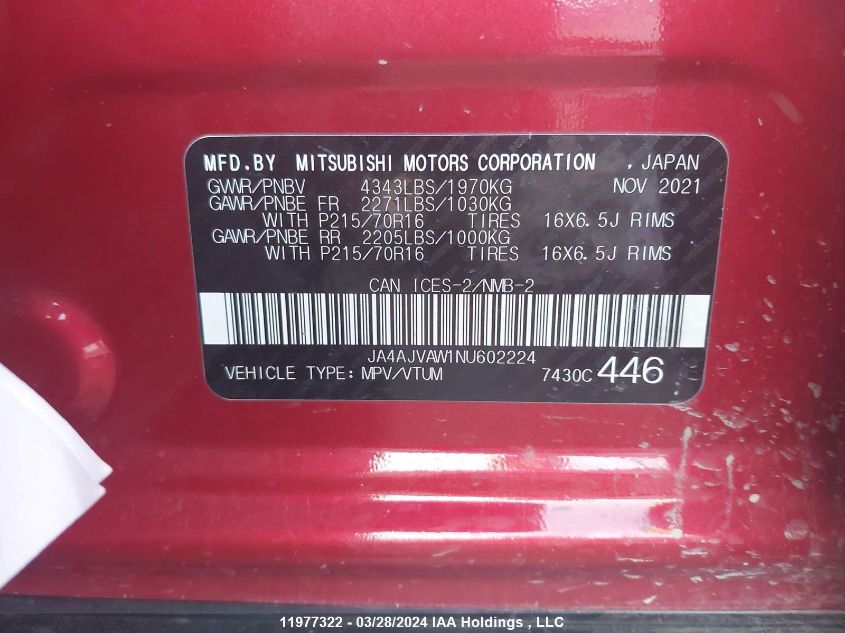 MFD.BY MITSUBISHI MOTORS CORPORATION . JAPAN
GVWR/PNBV 4343LBS/1970KG NOV 2021
GAWR/PNBE FR 2271LBS/1030KG
WITH P215/70R16 TIRES 16X6.5J RIMS
GAWR/PNBE RR 2205LBS/1000KG
WITH P215/70R16 TIRES 16X6.5J RIMS
CAN ICES-2/NMB-2
JA4AJVAW1NU602224
VEHICLE TYPE: MPV/VTUM 7430C 446
11977322 - 03/28/2024 IAA Holdings , LLC